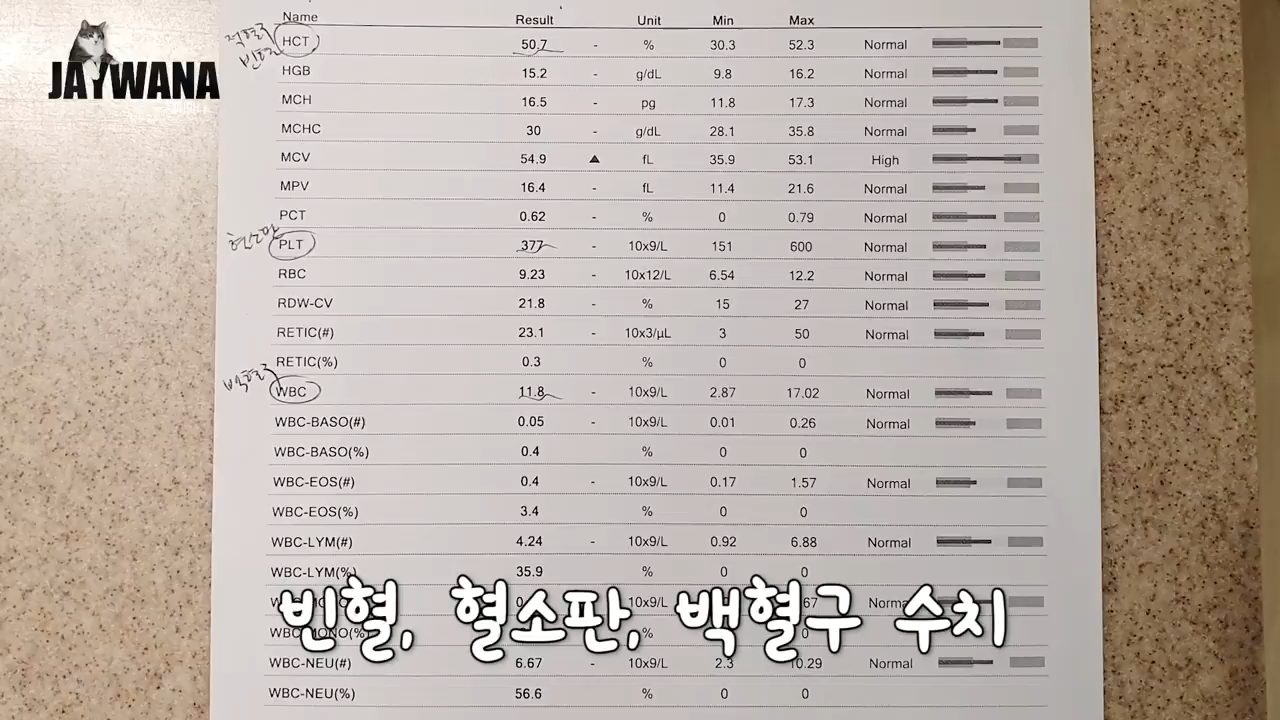 JAYWANA
Name Result Unit Min Max
HCT 50.7 - % 30.3 52.3 Normal
HGB 15.2 - g/dL 9.8 16.2 Normal
MCH 16.5 - pg 11.8 17.3 Normal
MCHC 30 - g/dL 28.1 35.8 Normal
MCV 54.9 ▲ fL 35.9 53.1 High
MPV 16.4 - fL 11.4 21.6 Normal
PCT 0.62 - % 0 0.79 Normal
PLT 377 - 10x9/L 151 600 Normal
RBC 9.23 - 10x12/L 6.54 12.2 Normal
RDW-CV 21.8 - % 15 27 Normal
RETIC(#) 23.1 - 10x3/µL 3 50 Normal
RETIC(%) 0.3 % 0 0
백혈구
WBC 11.8 - 10x9/L 2.87 17.02 Normal
WBC-BASO(#) 0.05 - 10x9/L 0.01 0.26 Normal
WBC-BASO(%) 0.4 % 0 0
WBC-EOS(#) 0.4 - 10x9/L 0.17 1.57 Normal
WBC-EOS(%) 3.4 % 0 0
WBC-LYM(#) 4.24 - 10x9/L 0.92 6.88 Normal
WBC-LYM(%) 35.9 % 0 0
10x9/L Normal
WBC-MONO(%) % 0 0
빈혈, 혈소판, 백혈구 수치
WBC-NEU(#) 6.67 - 10x9/L 2.3 10.29 Normal
WBC-NEU(%) 56.6 % 0 0